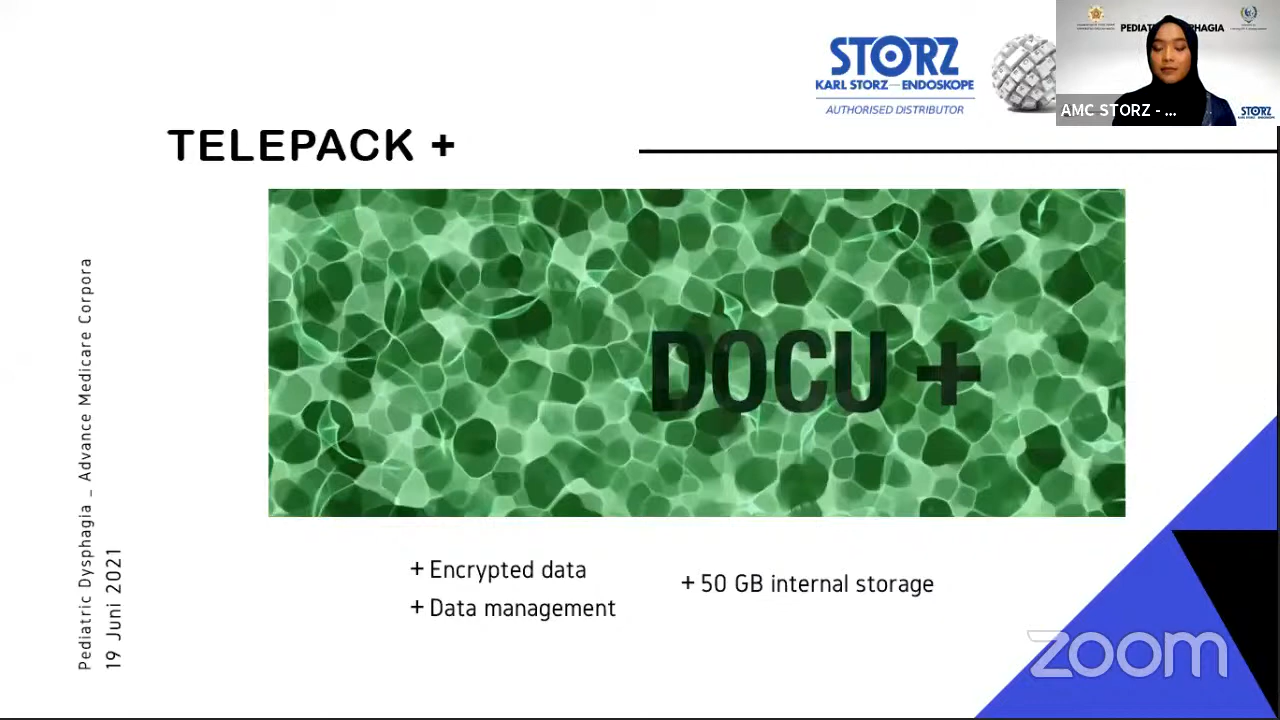 STORZ
KARL STORZ—ENDOSKOPE
AUTHORISED DISTRIBUTOR
AMC STORZ - ...
STORZ
TELEPACK +
DOCU +
+ Encrypted data
+ Data management
+ 50 GB internal storage
Pediatric Dysphagia _ Advance Medicare Corpora
19 Juni 2021
zoom